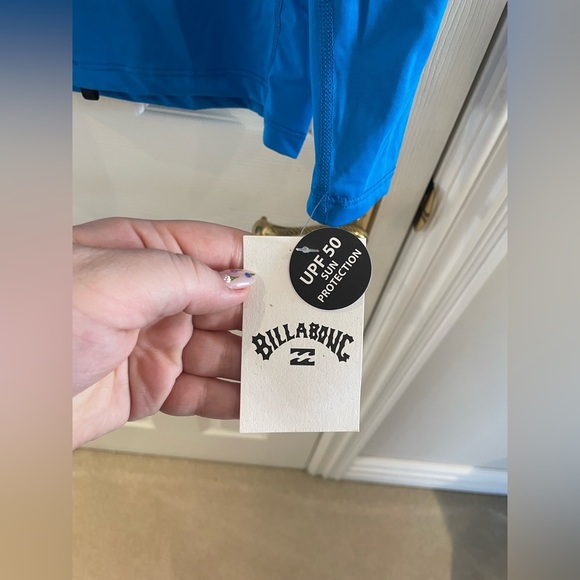 UPF 50
SUN
PROTECTION
BILLABONG